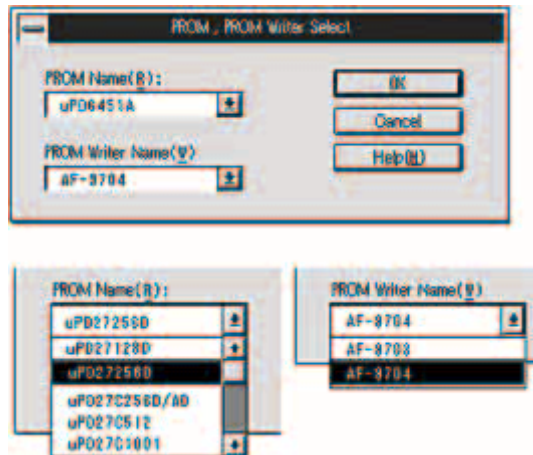 PROM , PROM Writer Select
PROM Name(R):
uPD6451A
PROM Writer Name(W)
AF-9704
OK
Cancel
Help(H)
PROM Name(R):
uPD27256D
uPD27128D
uPD27256D
uPD27C256D/AD
uPD27C512
uPD27C1001
PROM Writer Name(W)
AF-9704
AF-9703
AF-9704